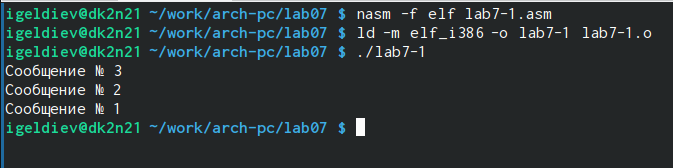 igeldiev@dk2n21 ~/work/arch-pc/lab07 $ nasm -f elf lab7-1.asm
igeldiev@dk2n21 ~/work/arch-pc/lab07 $ ld -m elf_i386 -o lab7-1 lab7-1.o
igeldiev@dk2n21 ~/work/arch-pc/lab07 $ ./lab7-1
Сообщение № 3
Сообщение № 2
Сообщение № 1
igeldiev@dk2n21 ~/work/arch-pc/lab07 $